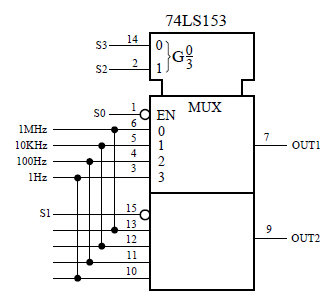 74LS153
S3 14 0 G 0/3
S2 2 1
MUX
S0 1 EN
1MHz 6 0
10KHz 5 1 7 OUT1
100Hz 4 2
1Hz 3 3
S1 15
13
12 9 OUT2
11
10